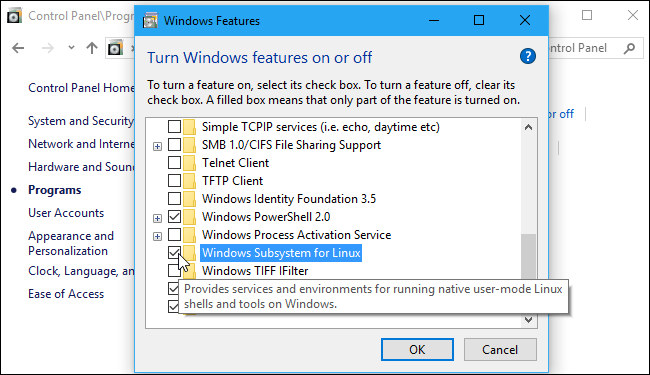 Control Panel\Progra
Windows Features
ontrol Panel
Control Panel Home
System and Security
Network and Interne
Hardware and Sound
Programs
User Accounts
Appearance and
Personalization
Clock, Language, an
Ease of Access
or off
Turn Windows features on or off
To turn a feature on, select its check box. To turn a feature off, clear its
check box. A filled box means that only part of the feature is turned on.
Simple TCPIP services (i.e. echo, daytime etc)
SMB 1.0/CIFS File Sharing Support
Telnet Client
TFTP Client
Windows Identity Foundation 3.5
Windows PowerShell 2.0
Windows Process Activation Service
Windows Subsystem for Linux
Windows TIFF IFilter
Provides services and environments for running native user-mode Linux
shells and tools on Windows.
OK
Cancel